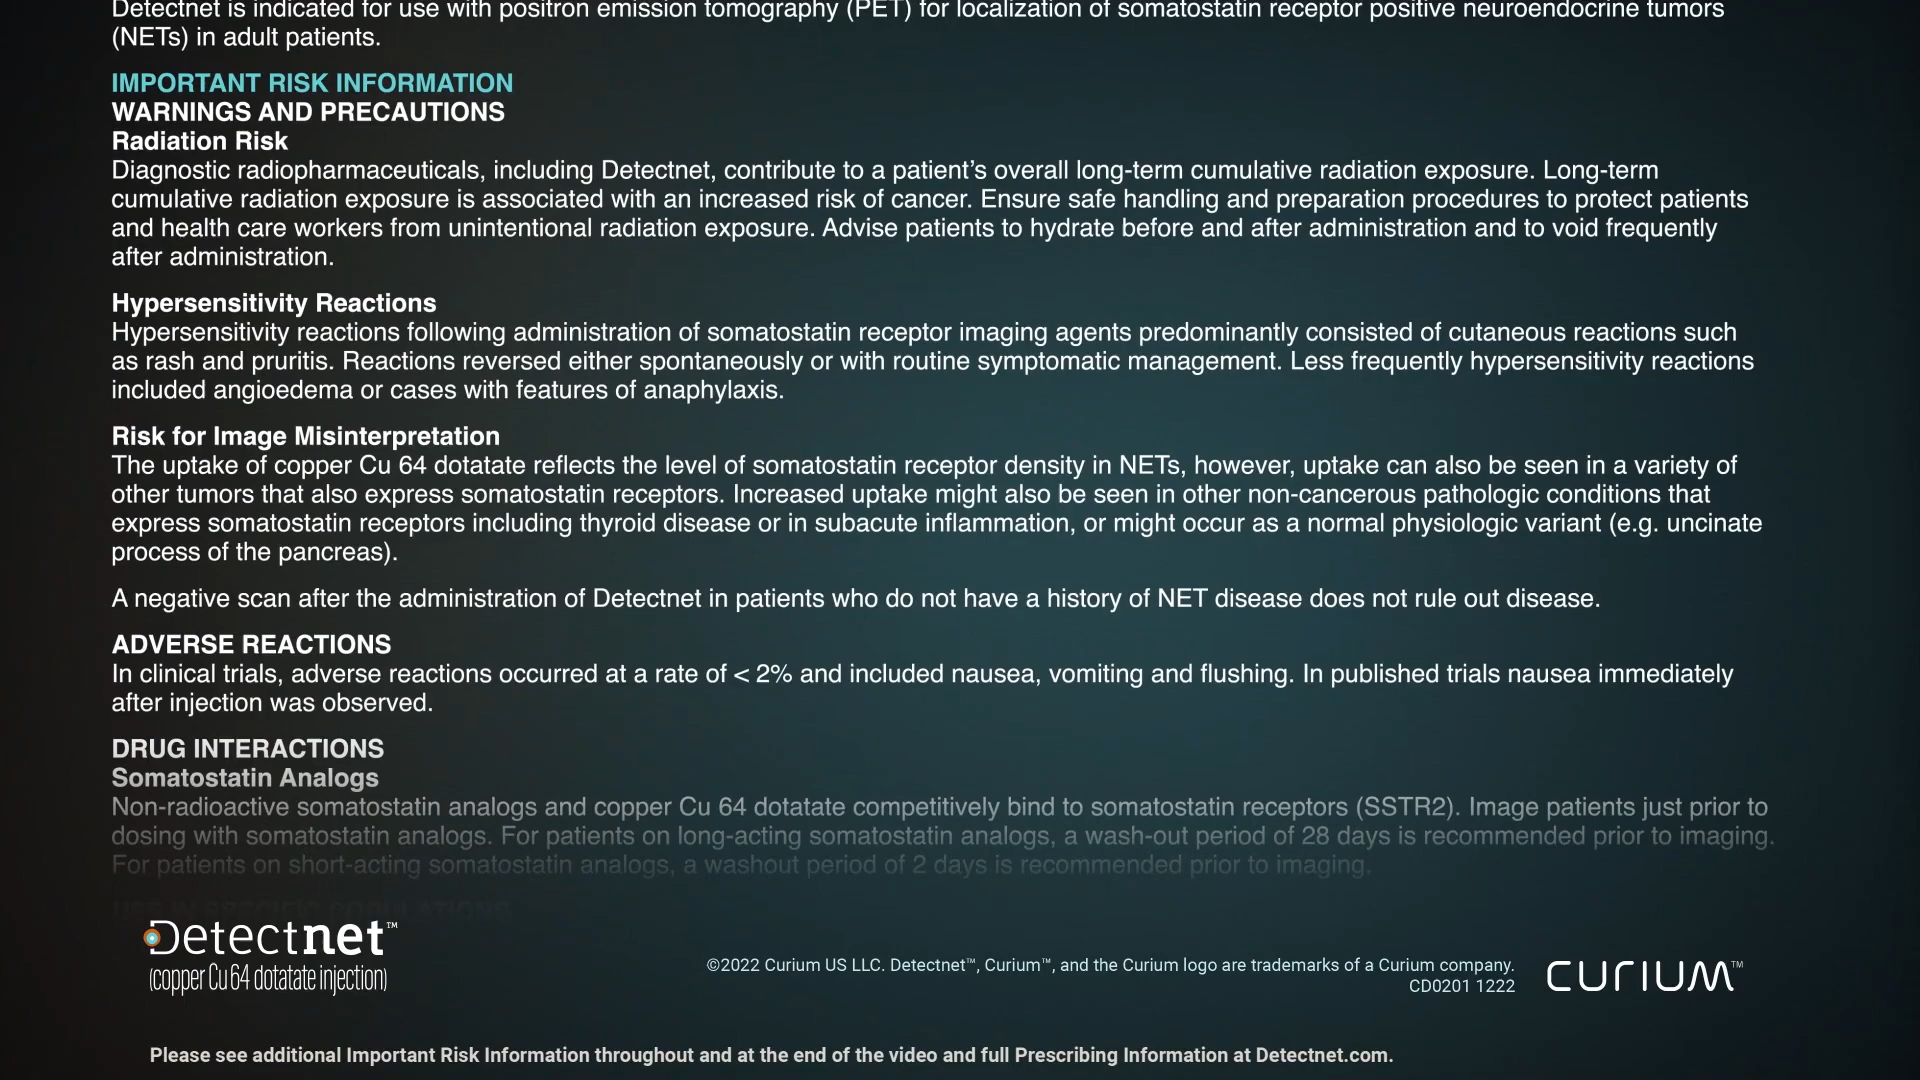 Detectnet is indicated for use with positron emission tomography (PET) for localization of somatostatin receptor positive neuroendocrine tumors
(NETs) in adult patients.
IMPORTANT RISK INFORMATION
WARNINGS AND PRECAUTIONS
Radiation Risk
Diagnostic radiopharmaceuticals, including Detectnet, contribute to a patient’s overall long-term cumulative radiation exposure. Long-term
cumulative radiation exposure is associated with an increased risk of cancer. Ensure safe handling and preparation procedures to protect patients
and health care workers from unintentional radiation exposure. Advise patients to hydrate before and after administration and to void frequently
after administration.
Hypersensitivity Reactions
Hypersensitivity reactions following administration of somatostatin receptor imaging agents predominantly consisted of cutaneous reactions such
as rash and pruritis. Reactions reversed either spontaneously or with routine symptomatic management. Less frequently hypersensitivity reactions
included angioedema or cases with features of anaphylaxis.
Risk for Image Misinterpretation
The uptake of copper Cu 64 dotatate reflects the level of somatostatin receptor density in NETs, however, uptake can also be seen in a variety of
other tumors that also express somatostatin receptors. Increased uptake might also be seen in other non-cancerous pathologic conditions that
express somatostatin receptors including thyroid disease or in subacute inflammation, or might occur as a normal physiologic variant (e.g. uncinate
process of the pancreas).
A negative scan after the administration of Detectnet in patients who do not have a history of NET disease does not rule out disease.
ADVERSE REACTIONS
In clinical trials, adverse reactions occurred at a rate of < 2% and included nausea, vomiting and flushing. In published trials nausea immediately
after injection was observed.
DRUG INTERACTIONS
Somatostatin Analogs
Non-radioactive somatostatin analogs and copper Cu 64 dotatate competitively bind to somatostatin receptors (SSTR2). Image patients just prior to
dosing with somatostatin analogs. For patients on long-acting somatostatin analogs, a wash-out period of 28 days is recommended prior to imaging.
For patients on short-acting somatostatin analogs, a washout period of 2 days is recommended prior to imaging.
USE IN SPECIFIC POPULATIONS
Detectnet™
(copper Cu 64 dotatate injection)
©2022 Curium US LLC. Detectnet™, Curium™, and the Curium logo are trademarks of a Curium company.
CD0201 1222
CURIUM™
Please see additional Important Risk Information throughout and at the end of the video and full Prescribing Information at Detectnet.com.